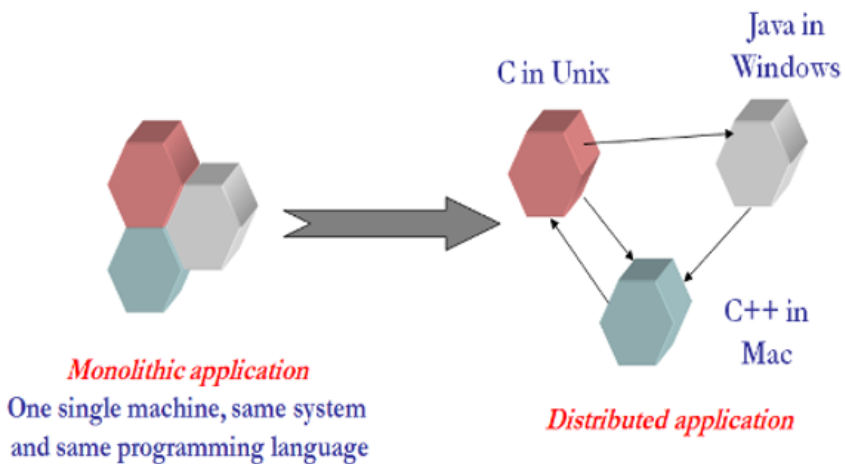 Monolithic application
One single machine, same system
and same programming language
C in Unix
Java in
Windows
C++ in
Mac
Distributed application